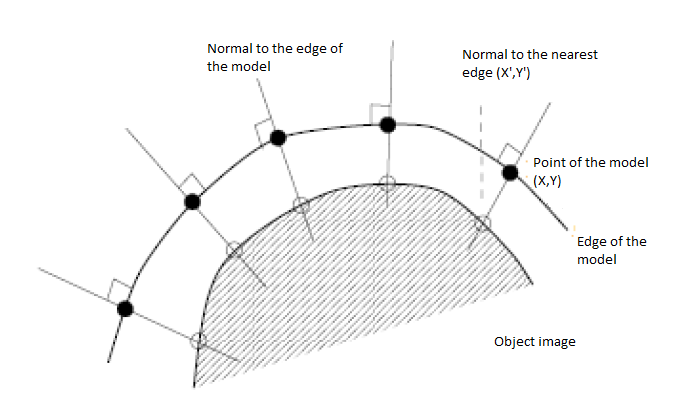 Normal to the edge of
the model
Normal to the nearest
edge (X',Y')
Point of the model
(X,Y)
Edge of the
model
Object image